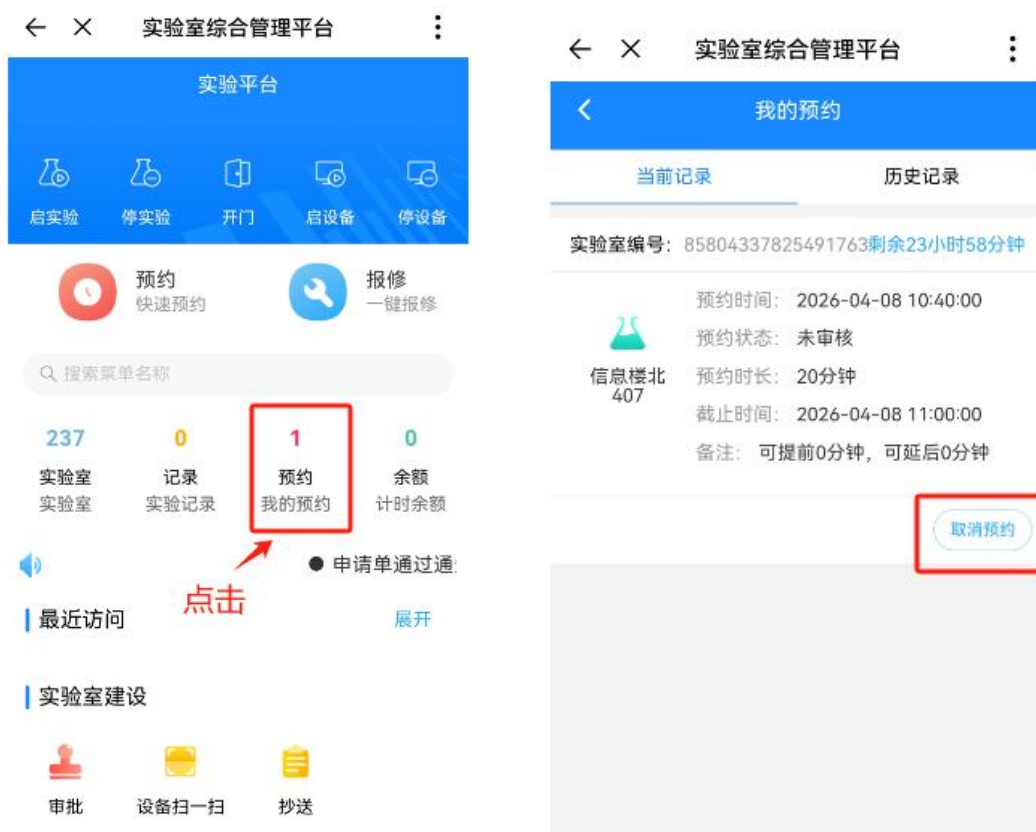 实验室综合管理平台
实验平台
启实验 停实验 开门 启设备 停设备
预约 报修
快速预约 一键报修
搜索菜单名称
237 0 1 0
实验室 记录 预约 余额
实验室 实验记录 我的预约 计时余额
申请单通过通
点击
最近访问 展开
实验室建设
审批 设备扫一扫 抄送
实验室综合管理平台
我的预约
当前记录 历史记录
实验室编号: 85804337825491763剩余23小时58分钟
预约时间: 2026-04-08 10:40:00
预约状态: 未审核
信息楼北
407
预约时长: 20分钟
截止时间: 2026-04-08 11:00:00
备注: 可提前0分钟, 可延后0分钟
取消预约